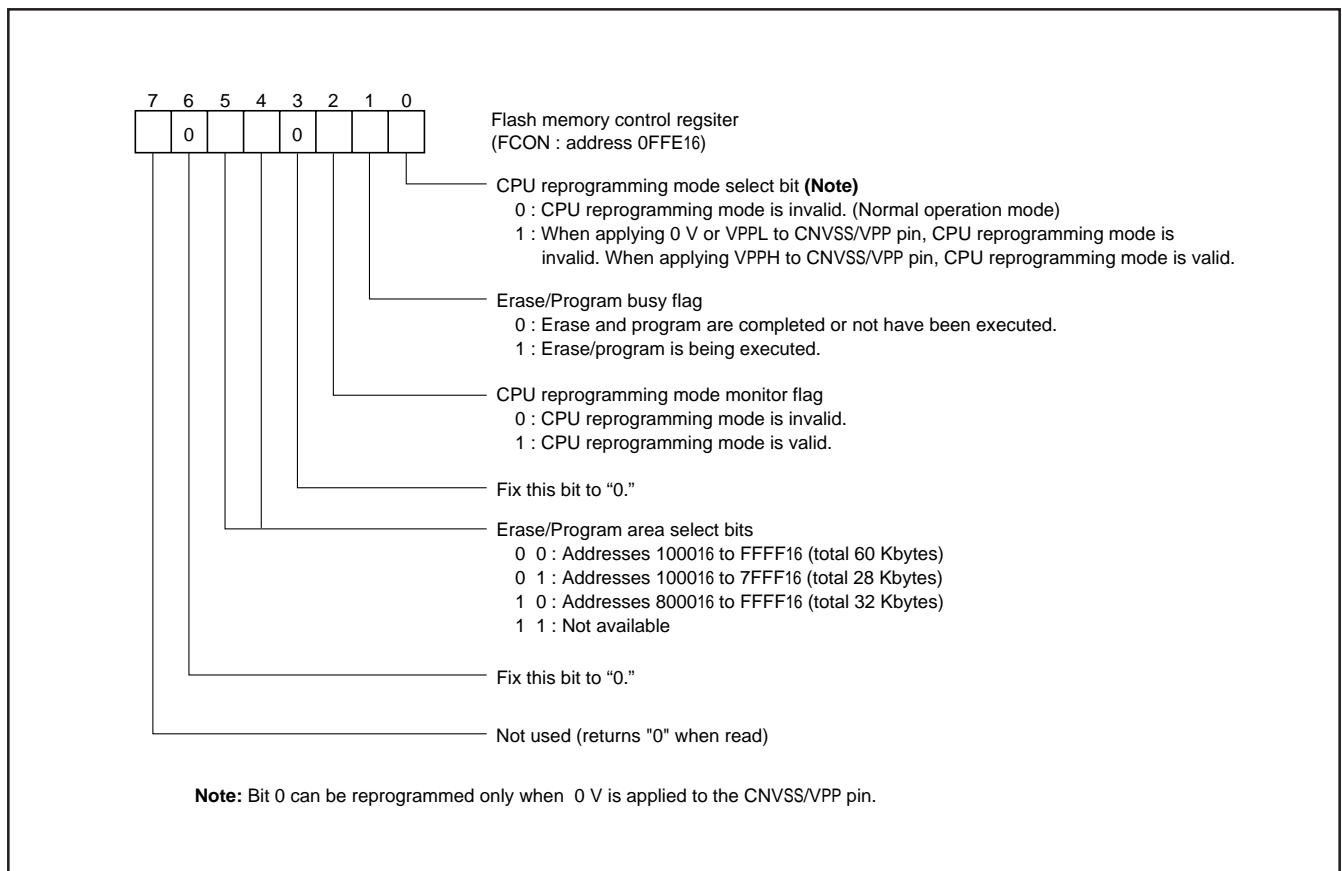 7 6 5 4 3 2 1 0
0 0
Flash memory control regsiter
(FCON : address 0FFE16)
CPU reprogramming mode select bit (Note)
0 : CPU reprogramming mode is invalid. (Normal operation mode)
1 : When applying 0 V or VPPL to CNVSS/VPP pin, CPU reprogramming mode is
invalid. When applying VPPH to CNVSS/VPP pin, CPU reprogramming mode is valid.
Erase/Program busy flag
0 : Erase and program are completed or not have been executed.
1 : Erase/program is being executed.
CPU reprogramming mode monitor flag
0 : CPU reprogramming mode is invalid.
1 : CPU reprogramming mode is valid.
Fix this bit to “0.”
Erase/Program area select bits
0 0 : Addresses 100016 to FFFF16 (total 60 Kbytes)
0 1 : Addresses 100016 to 7FFF16 (total 28 Kbytes)
1 0 : Addresses 800016 to FFFF16 (total 32 Kbytes)
1 1 : Not available
Fix this bit to “0.”
Not used (returns "0" when read)
Note: Bit 0 can be reprogrammed only when 0 V is applied to the CNVSS/VPP pin.